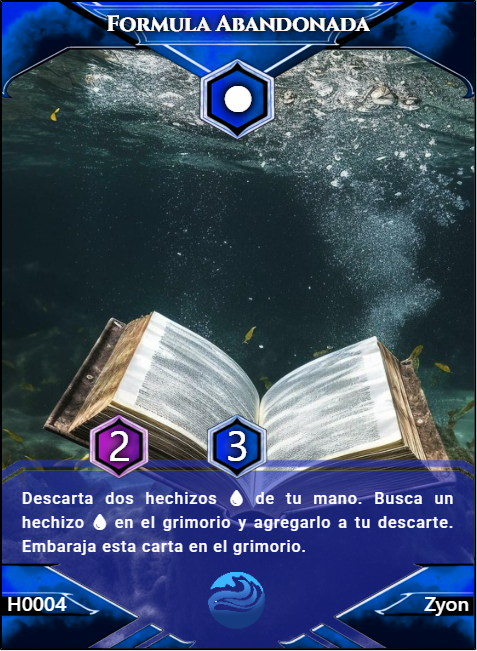 Formula Abandonada
2
3
Descarta dos hechizos de tu mano. Busca un
hechizo en el grimorio y agregarlo a tu descarte.
Embaraja esta carta en el grimorio.
H0004
Zyon